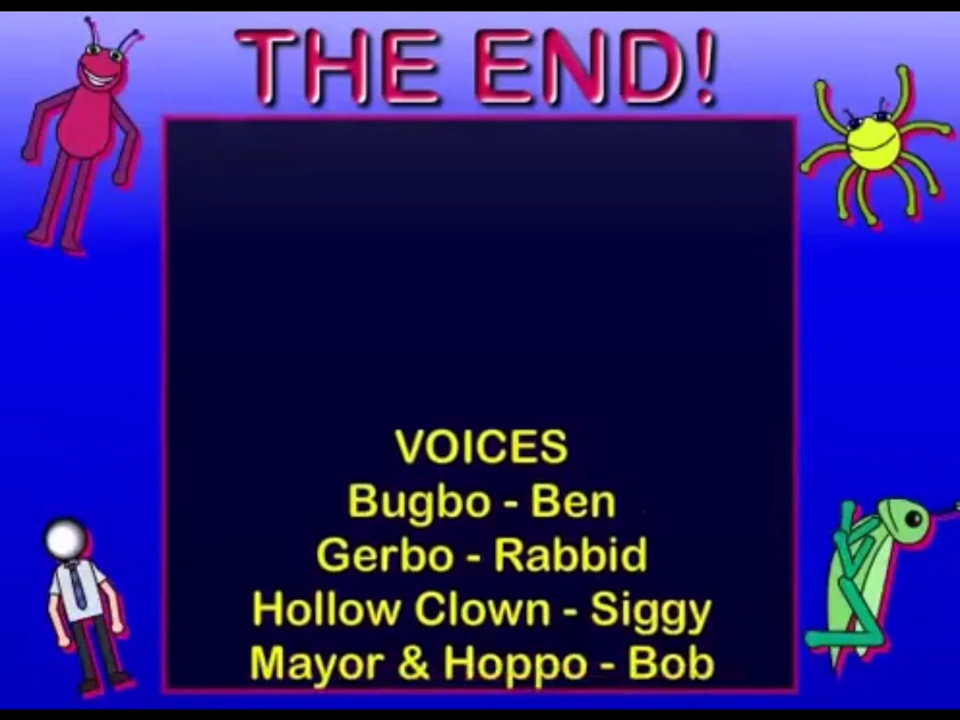 THE END!
VOICES
Bugbo - Ben
Gerbo - Rabbid
Hollow Clown - Siggy
Mayor & Hoppo - Bob